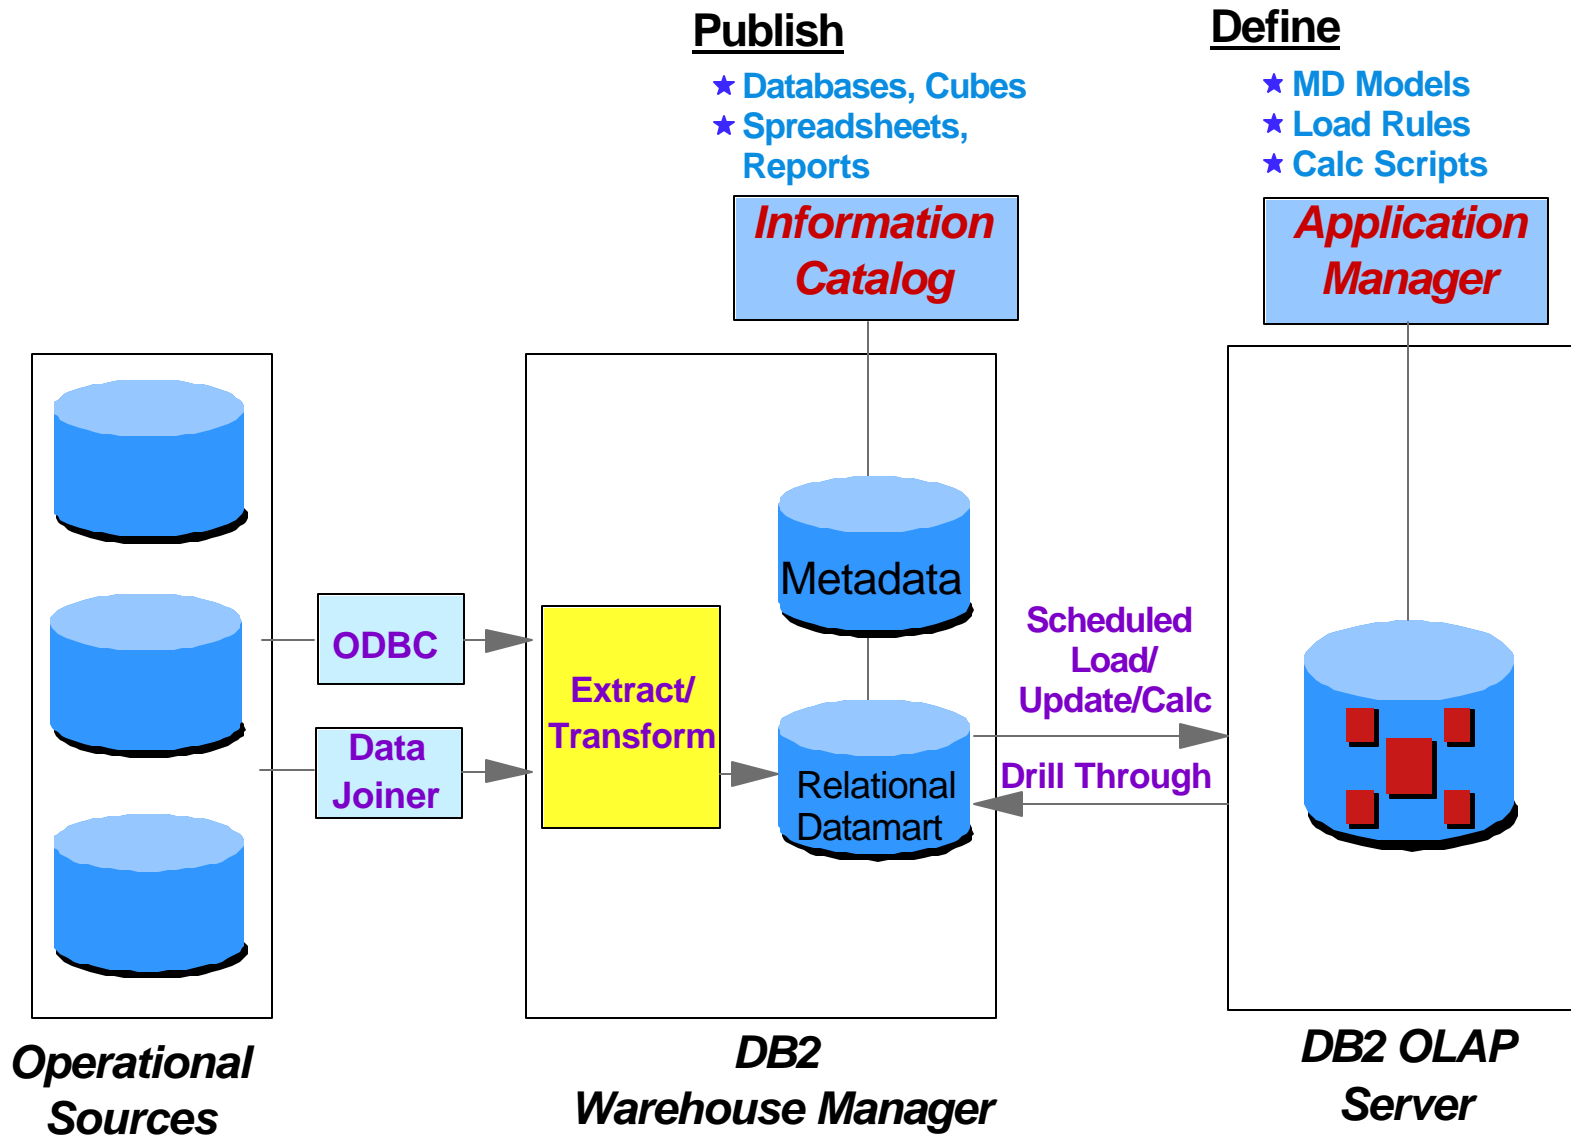 Publish
Databases, Cubes
Spreadsheets,
Reports
Information
Catalog
Define
MD Models
Load Rules
Calc Scripts
Application
Manager
ODBC
Data
Joiner
Extract/
Transform
Metadata
Relational
Datamart
Scheduled
Load/
Update/Calc
Drill Through
Operational
Sources
DB2
Warehouse Manager
DB2 OLAP
Server